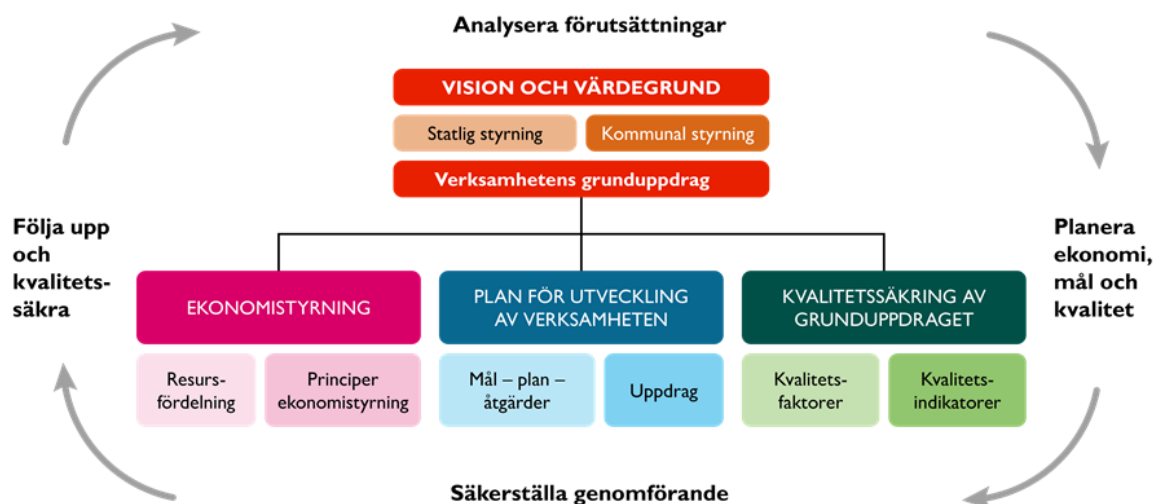 Analysera förutsättningar
VISION OCH VÄRDEGRUND
Statlig styrning
Kommunal styrning
Verksamhetens grunduppdrag
Följa upp
och
kvalitets-
säkra
Planera
ekonomi,
mål och
kvalitet
EKONOMISTYRNING
PLAN FÖR UTVECKLING
AV VERKSAMHETEN
KVALITETSSÄKRING AV
GRUNDUPPDRAGET
Resurs-
fördelning
Principer
ekonomistyrning
Mål – plan –
åtgärder
Uppdrag
Kvalitets-
faktorer
Kvalitets-
indikatorer
Säkerställa genomförande